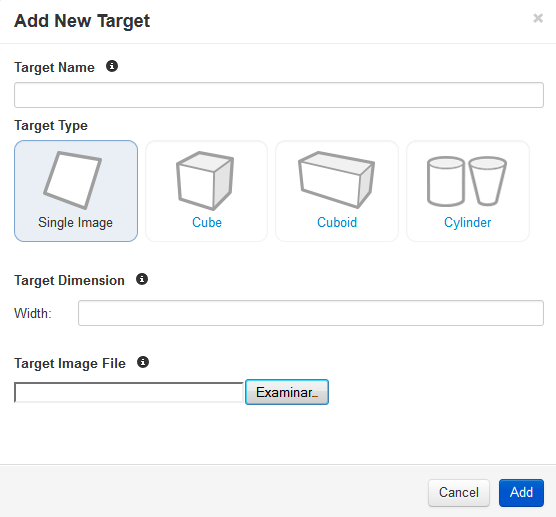 Add New Target ×
Target Name
Target Type
Single Image Cube Cuboid Cylinder
Target Dimension
Width:
Target Image File
Examinar...
Cancel Add